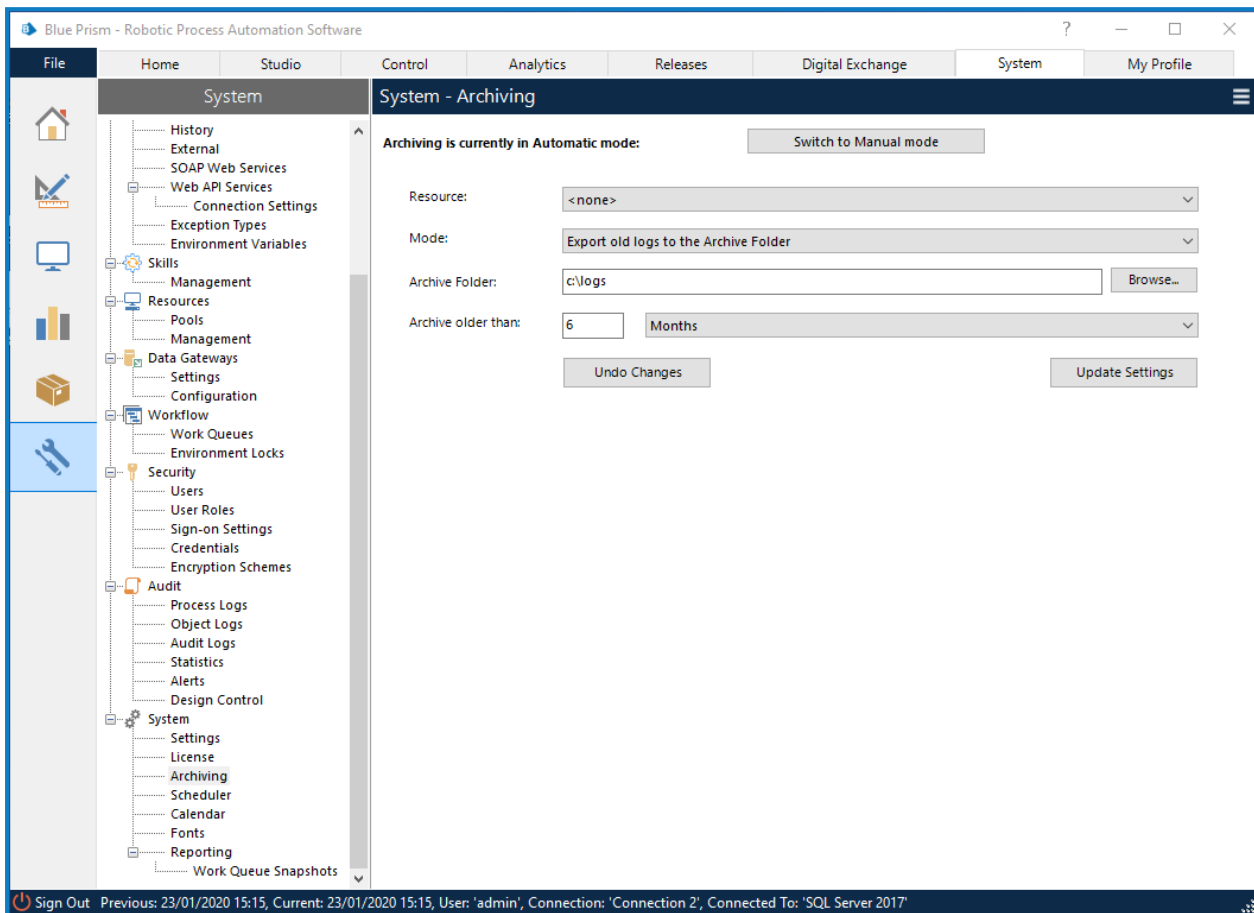 Blue Prism - Robotic Process Automation Software
File Home Studio Control Analytics Releases Digital Exchange System My Profile
System
System - Archiving
History
External
SOAP Web Services
Web API Services
Connection Settings
Exception Types
Environment Variables
Skills
Management
Resources
Pools
Management
Data Gateways
Settings
Configuration
Workflow
Work Queues
Environment Locks
Security
Users
User Roles
Sign-on Settings
Credentials
Encryption Schemes
Audit
Process Logs
Object Logs
Audit Logs
Statistics
Alerts
Design Control
System
Settings
License
Archiving
Scheduler
Calendar
Fonts
Reporting
Work Queue Snapshots
Archiving is currently in Automatic mode: Switch to Manual mode
Resource: <none>
Mode: Export old logs to the Archive Folder
Archive Folder: c:\logs Browse...
Archive older than: 6 Months
Undo Changes Update Settings
Sign Out Previous: 23/01/2020 15:15, Current: 23/01/2020 15:15, User: 'admin', Connection: 'Connection 2', Connected To: 'SQL Server 2017'